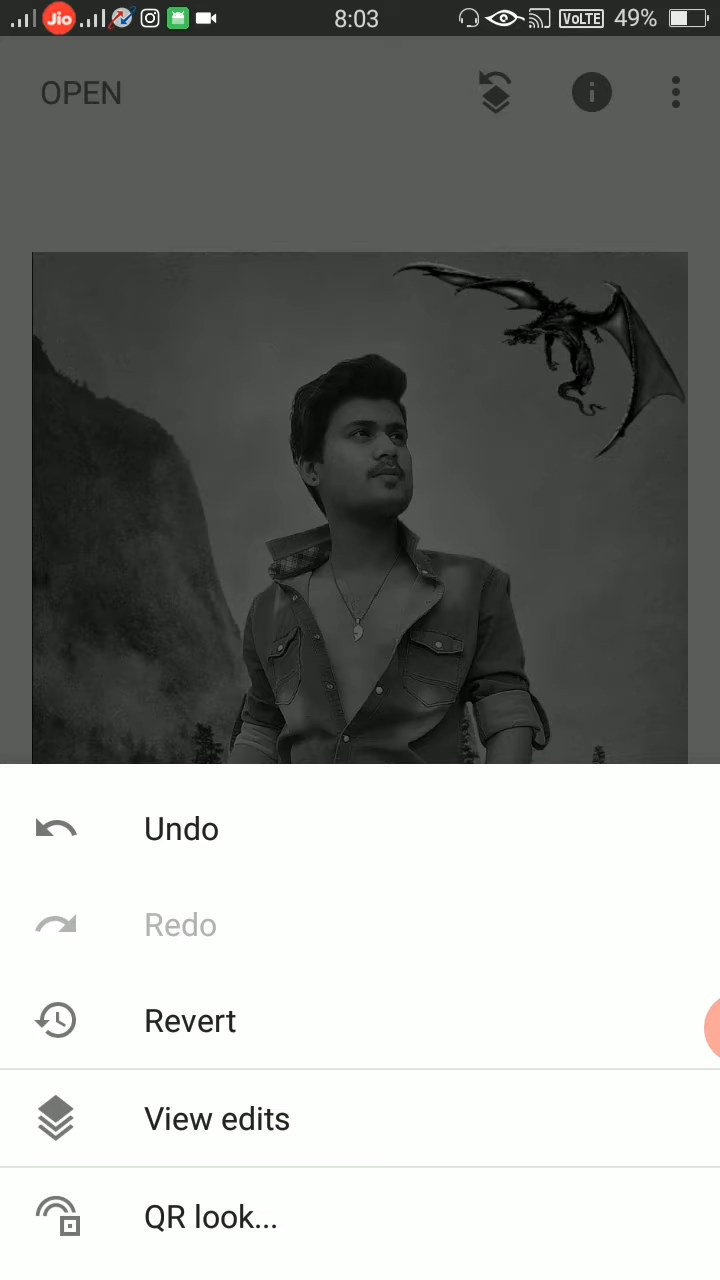 Jio 8:03 VoLTE 49%
OPEN
Undo
Redo
Revert
View edits
QR look...